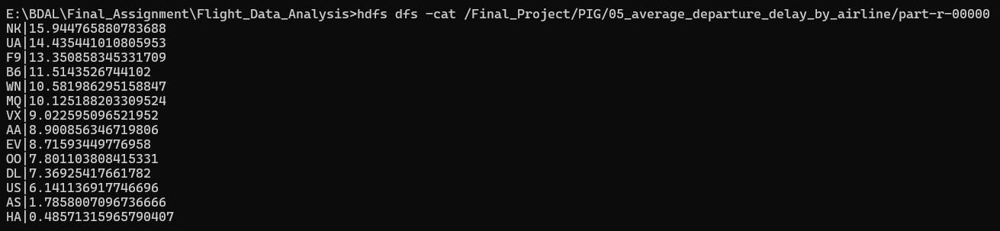 E:\BDAL\Final_Assignment\Flight_Data_Analysis>hdfs dfs -cat /Final_Project/PIG/05_average_departure_delay_by_airline/part-r-00000
NK|15.944765880783688
UA|14.435441010805953
F9|13.350858345331709
B6|11.5143526744102
WN|10.581986295158847
MQ|10.125188203309524
VX|9.022595096521952
AA|8.900856346719806
EV|8.71593449776958
OO|7.801103808415331
DL|7.36925417661782
US|6.141136917746696
AS|1.7858007096736666
HA|0.48571315965790407